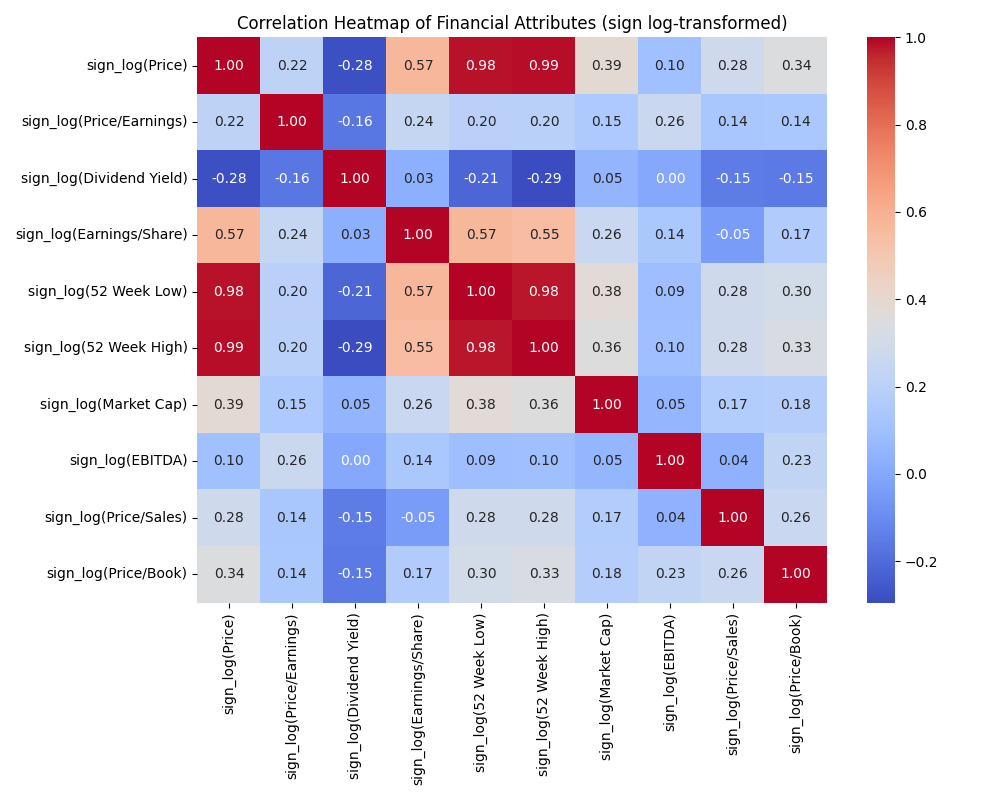 Correlation Heatmap of Financial Attributes (sign log-transformed)
sign_log(Price) 1.00 0.22 -0.28 0.57 0.98 0.99 0.39 0.10 0.28 0.34
sign_log(Price/Earnings) 0.22 1.00 -0.16 0.24 0.20 0.20 0.15 0.26 0.14 0.14
sign_log(Dividend Yield) -0.28 -0.16 1.00 0.03 -0.21 -0.29 0.05 0.00 -0.15 -0.15
sign_log(Earnings/Share) 0.57 0.24 0.03 1.00 0.57 0.55 0.26 0.14 -0.05 0.17
sign_log(52 Week Low) 0.98 0.20 -0.21 0.57 1.00 0.98 0.38 0.09 0.28 0.30
sign_log(52 Week High) 0.99 0.20 -0.29 0.55 0.98 1.00 0.36 0.10 0.28 0.33
sign_log(Market Cap) 0.39 0.15 0.05 0.26 0.38 0.36 1.00 0.05 0.17 0.18
sign_log(EBITDA) 0.10 0.26 0.00 0.14 0.09 0.10 0.05 1.00 0.04 0.23
sign_log(Price/Sales) 0.28 0.14 -0.15 -0.05 0.28 0.28 0.17 0.04 1.00 0.26
sign_log(Price/Book) 0.34 0.14 -0.15 0.17 0.30 0.33 0.18 0.23 0.26 1.00
sign_log(Price)
sign_log(Price/Earnings)
sign_log(Dividend Yield)
sign_log(Earnings/Share)
sign_log(52 Week Low)
sign_log(52 Week High)
sign_log(Market Cap)
sign_log(EBITDA)
sign_log(Price/Sales)
sign_log(Price/Book)
1.0
0.8
0.6
0.4
0.2
0.0
−0.2